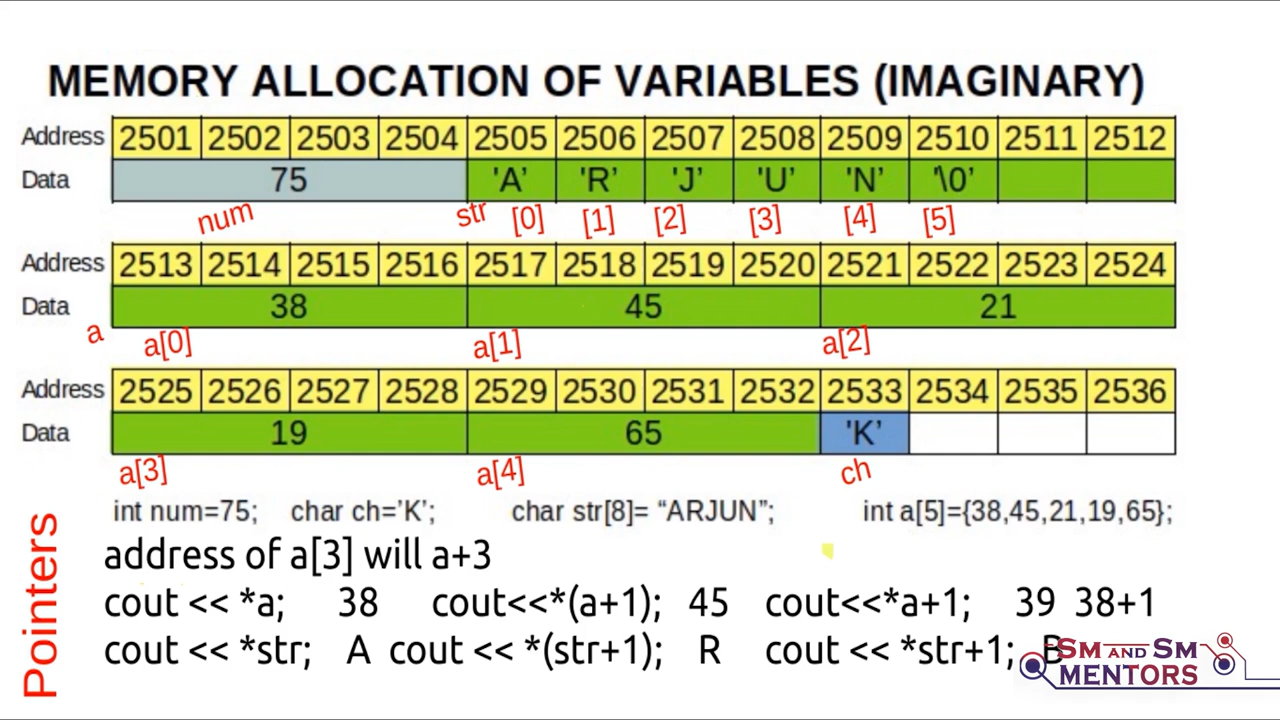 MEMORY ALLOCATION OF VARIABLES (IMAGINARY)
Address 2501 2502 2503 2504 2505 2506 2507 2508 2509 2510 2511 2512
Data 75 'A’ 'R’ 'J’ 'U’ 'N’ '\0’
num str [0] [1] [2] [3] [4] [5]
Address 2513 2514 2515 2516 2517 2518 2519 2520 2521 2522 2523 2524
Data 38 45 21
a a[0] a[1] a[2]
Address 2525 2526 2527 2528 2529 2530 2531 2532 2533 2534 2535 2536
Data 19 65 'K’
a[3] a[4] ch
int num=75; char ch=’K’; char str[8]= “ARJUN”; int a[5]={38,45,21,19,65};
Pointers
address of a[3] will a+3
cout << *a; 38 cout<<*(a+1); 45 cout<<*a+1; 39 38+1
cout << *str; A cout << *(str+1); R cout << *str+1; B
SM AND SM
MENTORS